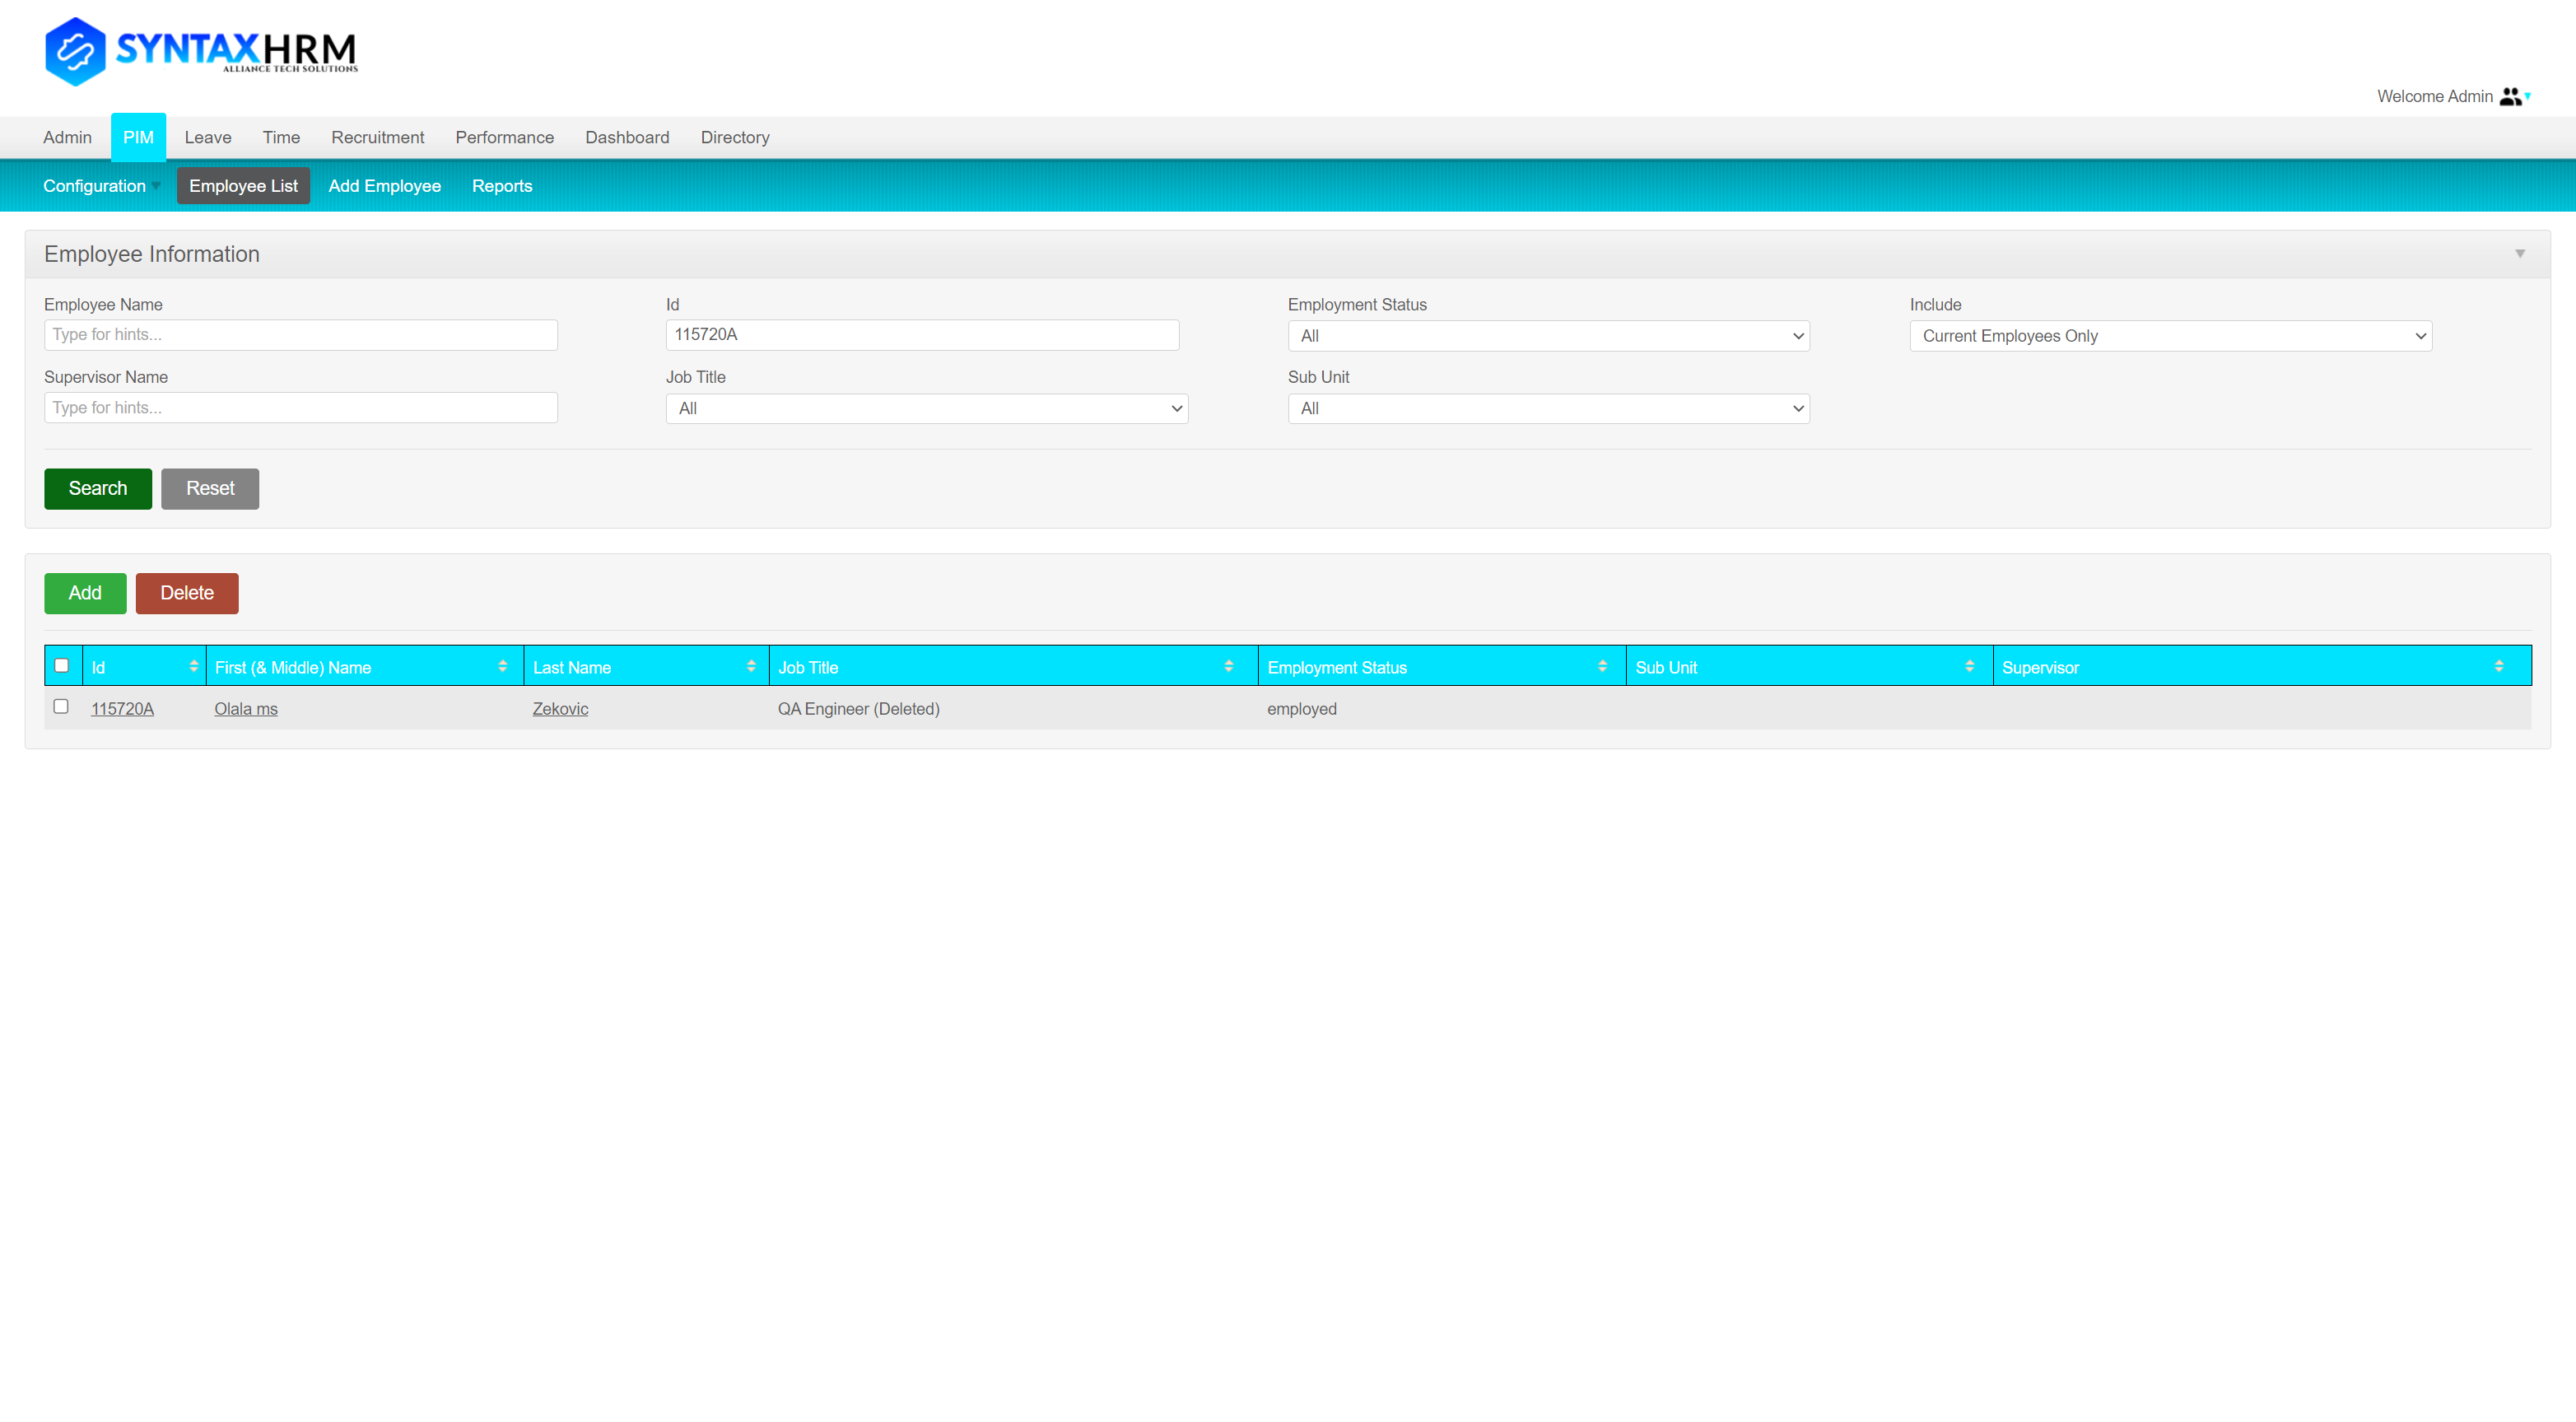 SYNTAXHRM
ALLIANCE TECH SOLUTIONS
Welcome Admin
Admin PIM Leave Time Recruitment Performance Dashboard Directory
Configuration Employee List Add Employee Reports
Employee Information
Employee Name Id Employment Status Include
Type for hints... 115720A All Current Employees Only
Supervisor Name Job Title Sub Unit
Type for hints... All All
Search Reset
Add Delete
Id First (& Middle) Name Last Name Job Title Employment Status Sub Unit Supervisor
115720A Olala ms Zekovic QA Engineer (Deleted) employed